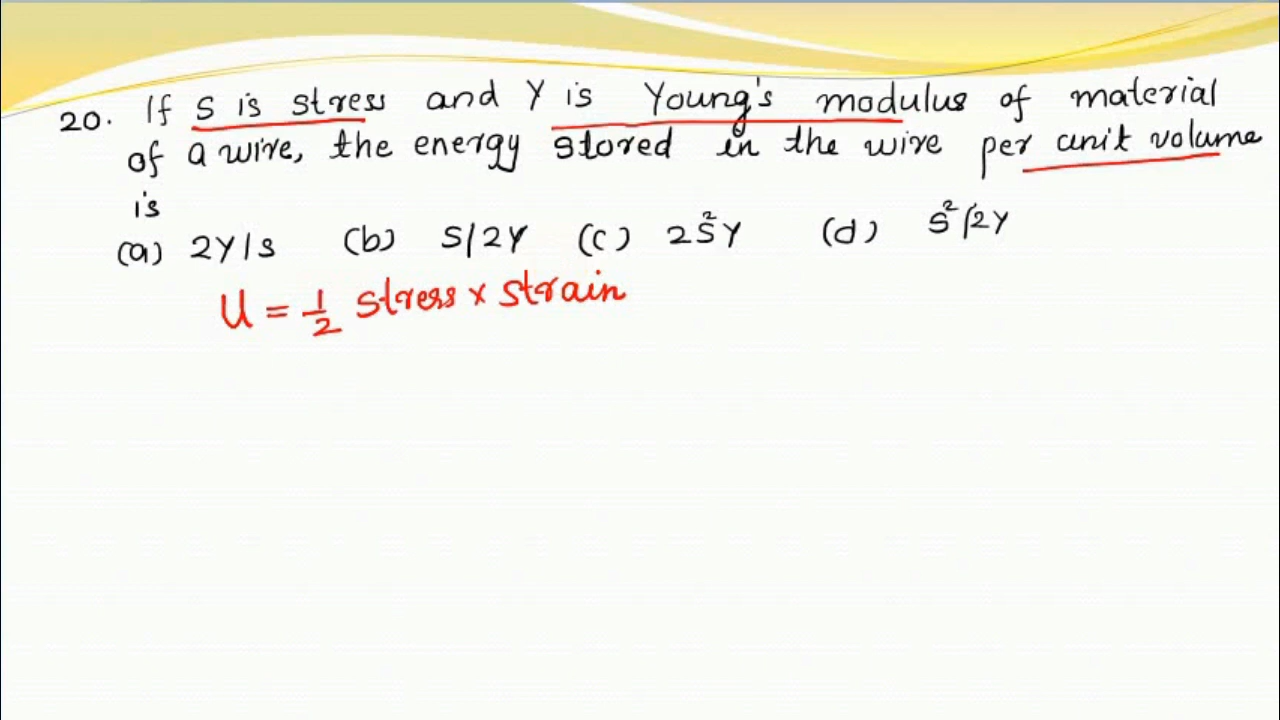 20. If S is stress and Y is Young's modulus of material
of a wire, the energy stored in the wire per unit volume
is
(a) 2Y/S (b) S/2Y (c) 2S²Y (d) S²/2Y
U = 1/2 stress × strain